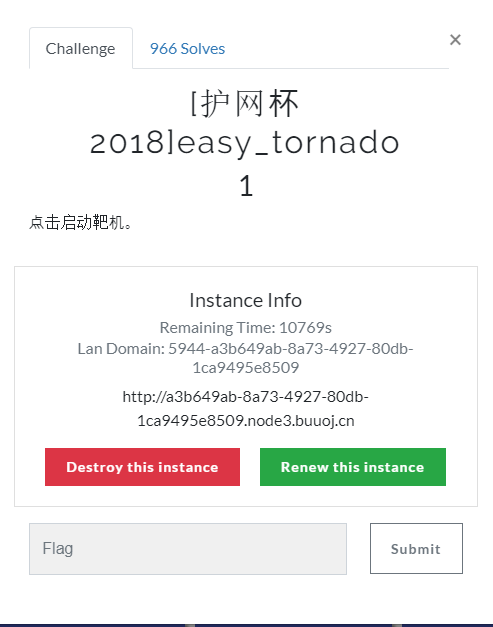 Challenge
966 Solves
×
[护网杯
2018]easy_tornado
1
点击启动靶机。
Instance Info
Remaining Time: 10769s
Lan Domain: 5944-a3b649ab-8a73-4927-80db-
1ca9495e8509
http://a3b649ab-8a73-4927-80db-
1ca9495e8509.node3.buuoj.cn
Destroy this instance
Renew this instance
Flag
Submit